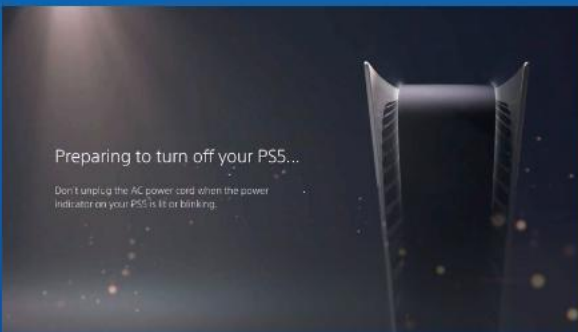 Preparing to turn off your PS5...
Don't unplug the AC power cord when the power
indicator on your PS5 is lit or blinking.